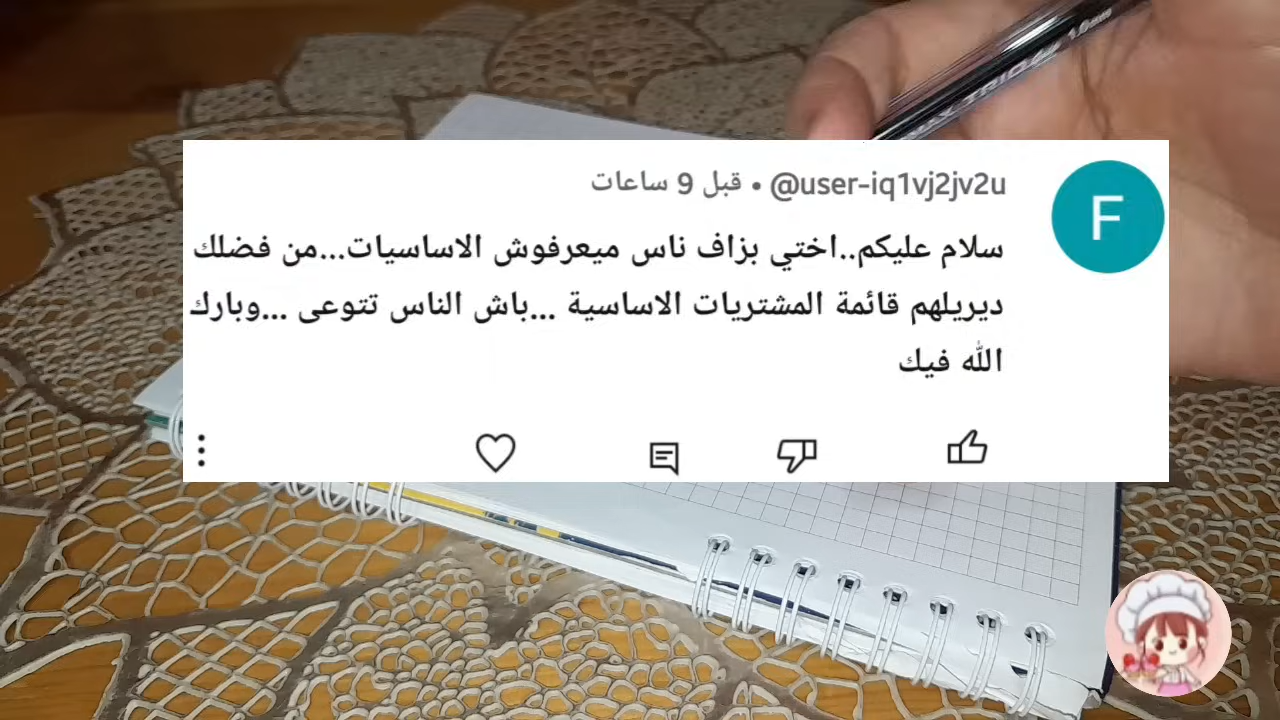 @user-iq1vj2jv2u • قبل 9 ساعات
F
سلام عليكم..اختي بزاف ناس ميعرفوش الاساسيات...من فضلك
ديريلهم قائمة المشتريات الاساسية ...باش الناس تتوعى ...وبارك
الله فيك